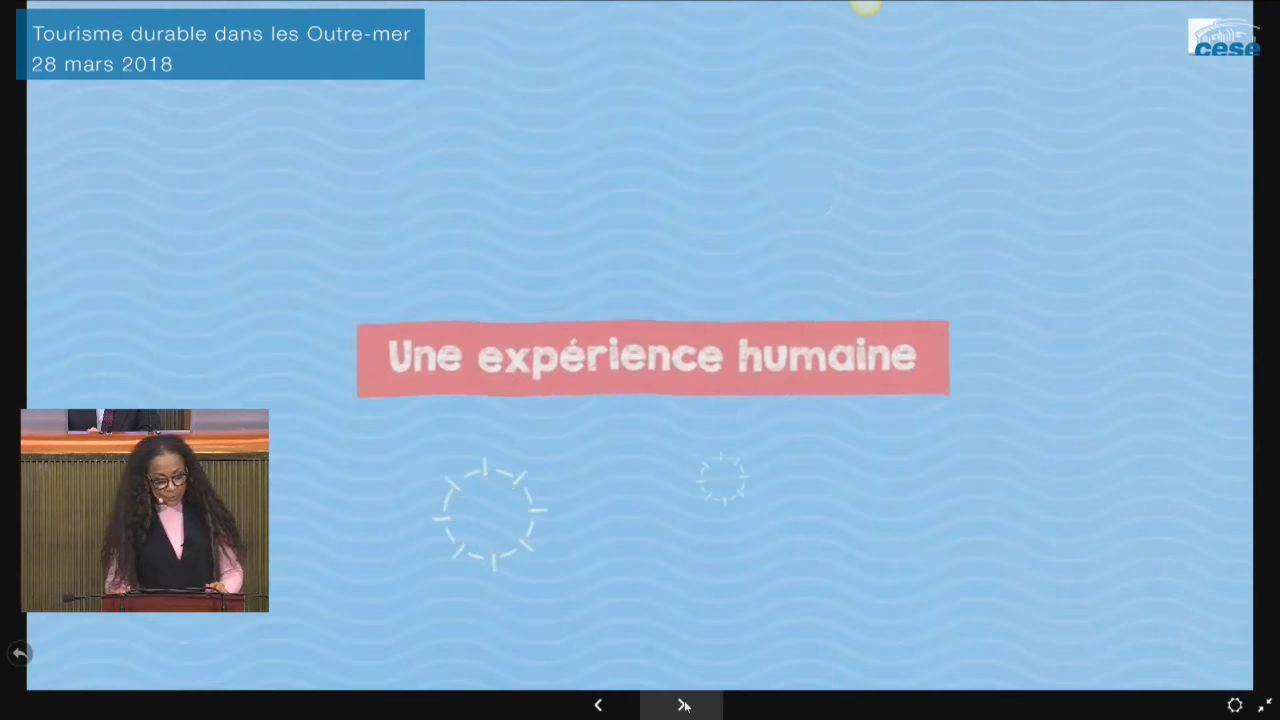 Tourisme durable dans les Outre-mer
28 mars 2018
cese
Une expérience humaine